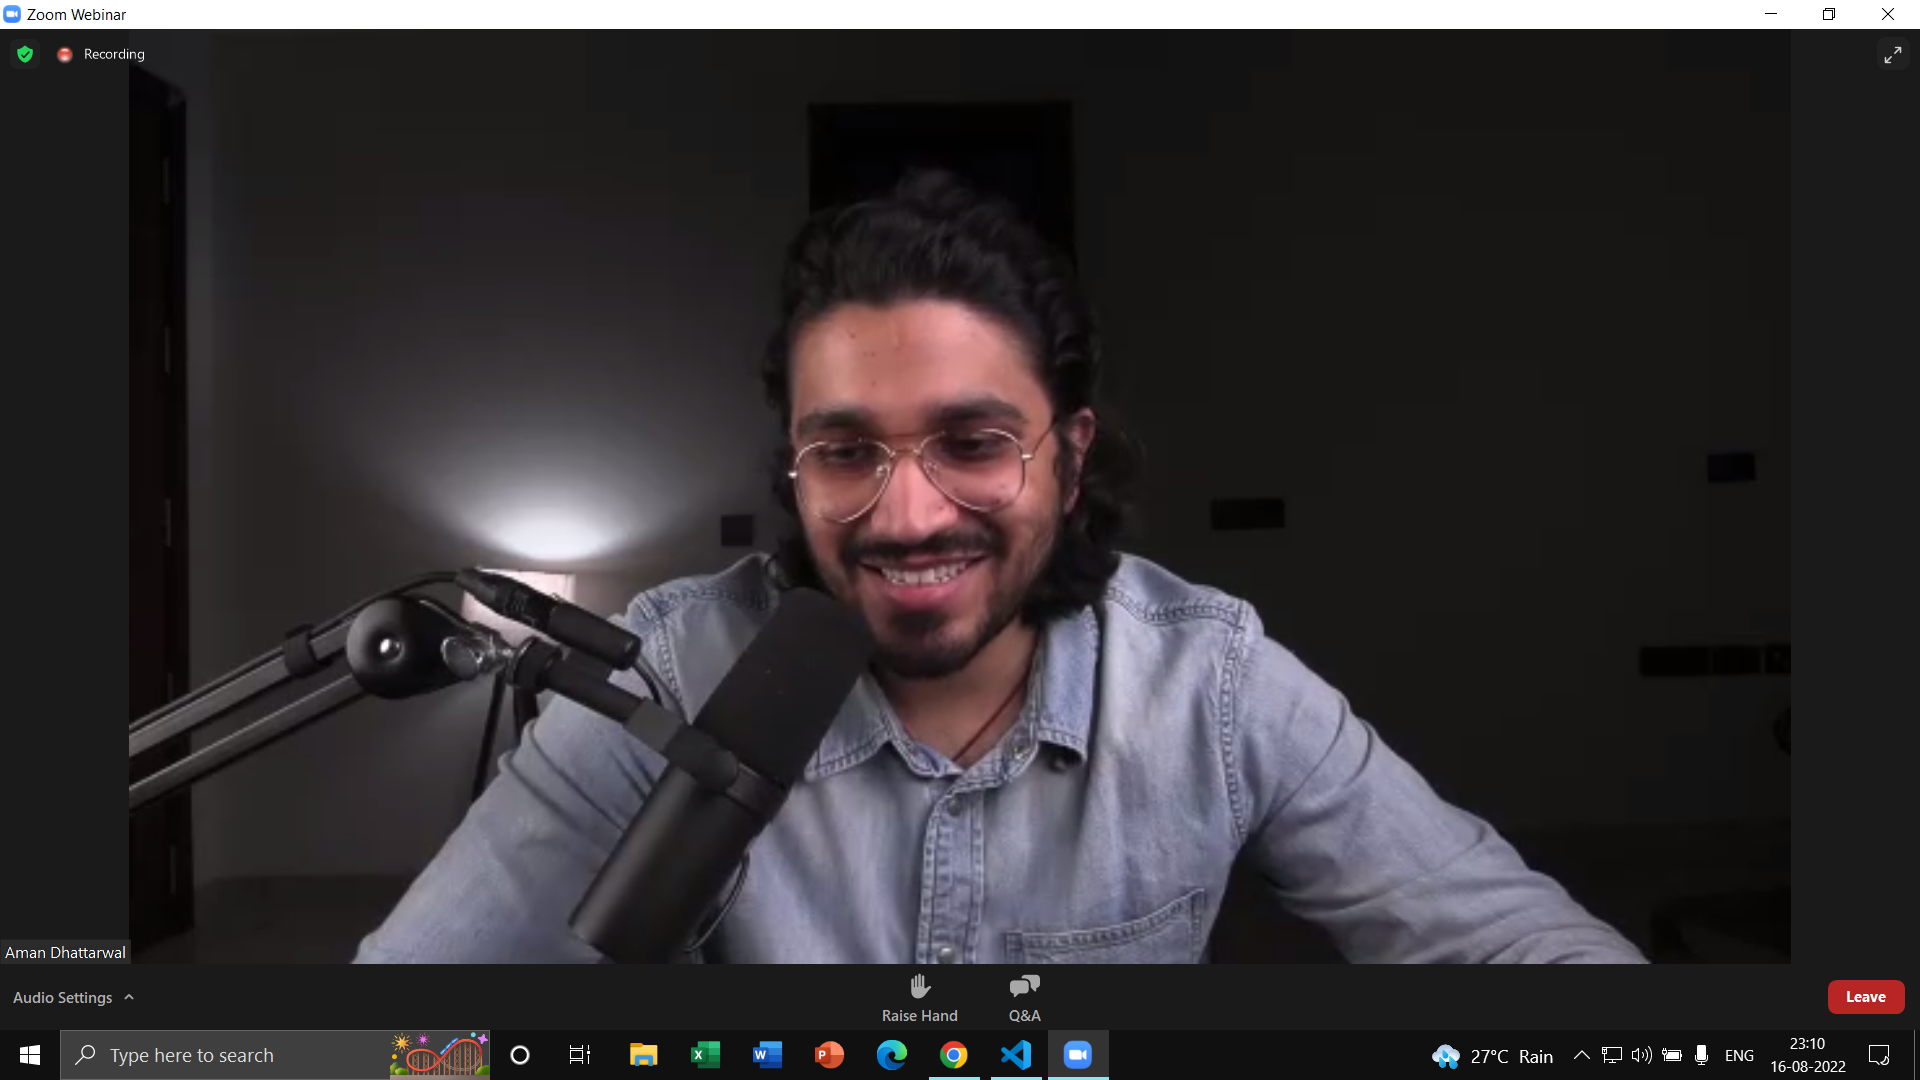 Zoom Webinar
Recording
Aman Dhattarwal
Audio Settings
Raise Hand
Q&A
Leave
Type here to search
X
W
P
27°C Rain
ENG
23:10
16-08-2022